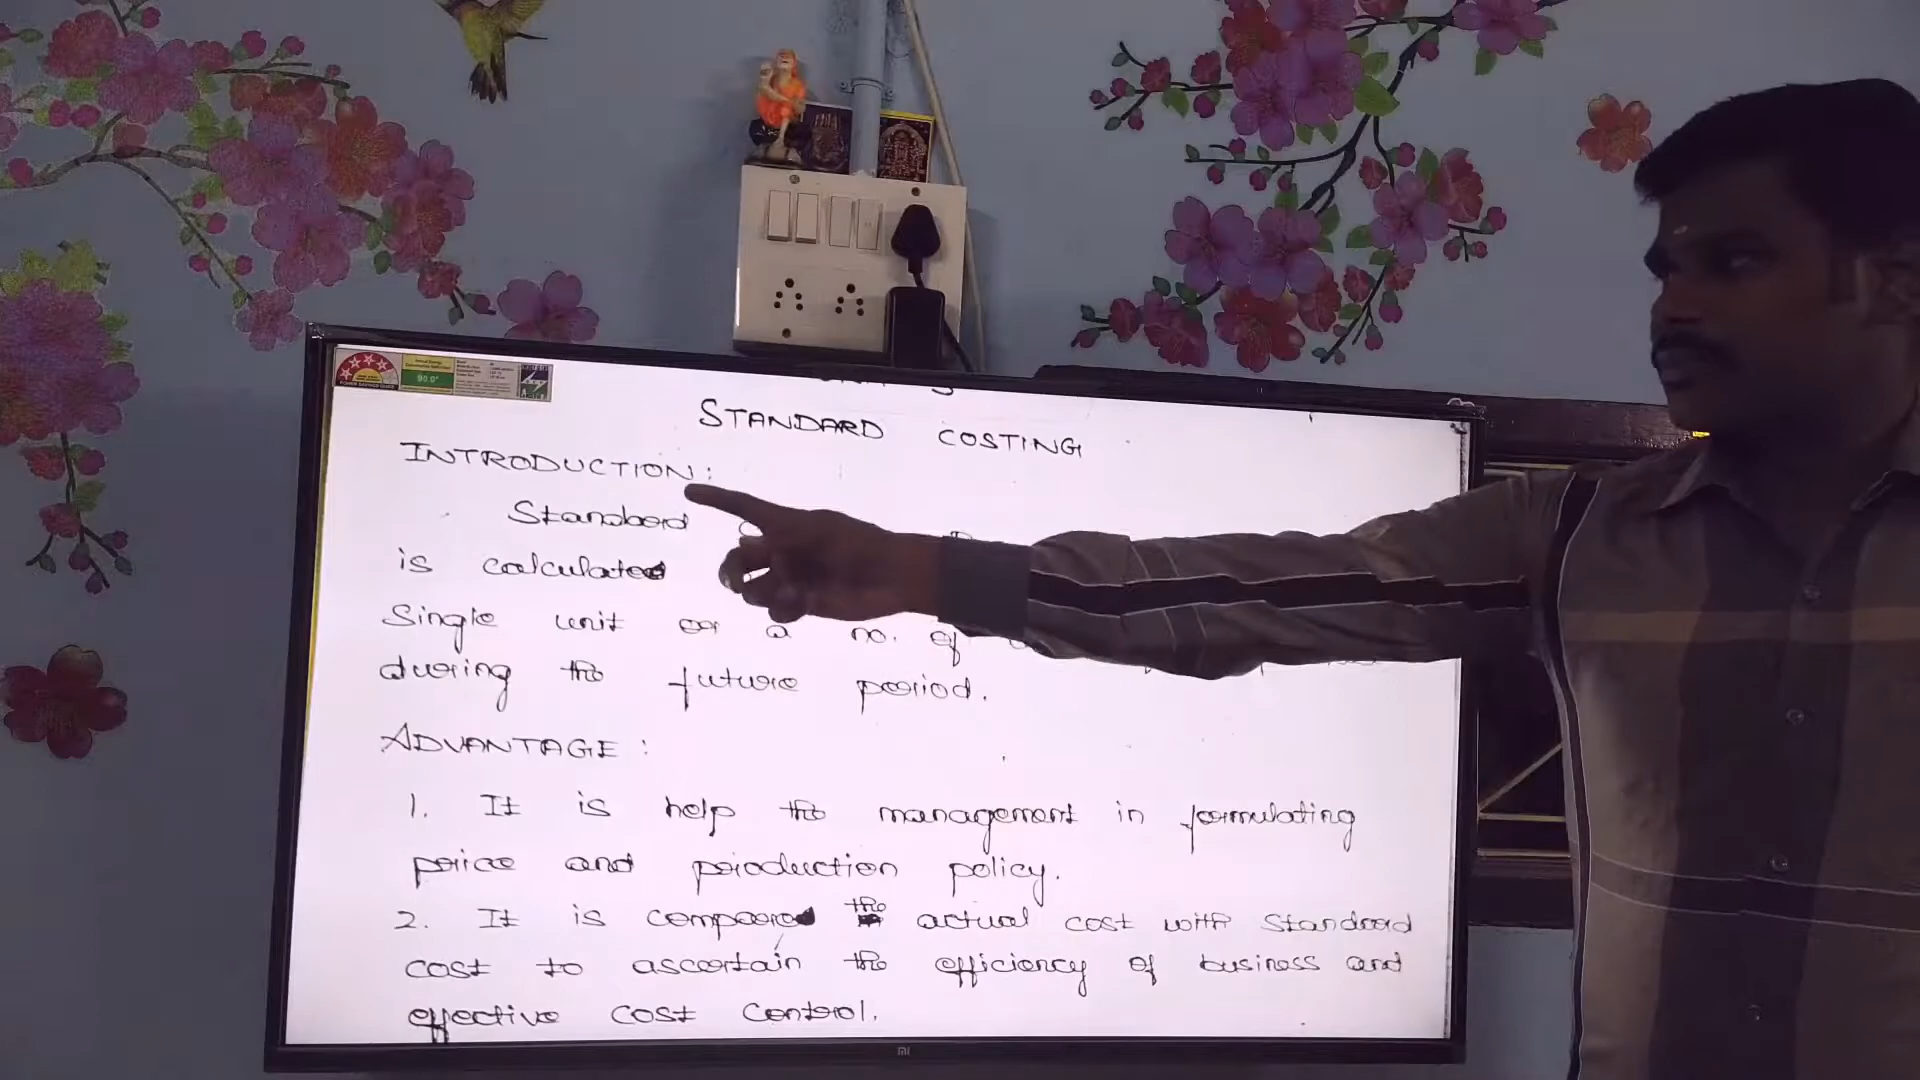 STANDARD COSTING
INTRODUCTION:
Standard
is calculated
Single unit or a no. of
during the future period.
ADVANTAGE:
1. It is help the management in formulating
price and production policy.
2. It is compared the actual cost with Standard
cost to ascertain the efficiency of business and
effective cost control.
mi